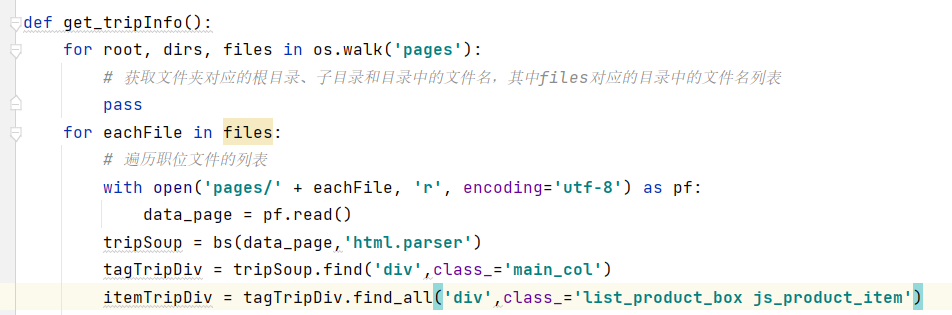 def get_tripInfo():
    for root, dirs, files in os.walk('pages'):
        # 获取文件夹对应的根目录、子目录和目录中的文件名，其中files对应的目录中的文件名列表
        pass
    for eachFile in files:
        # 遍历职位文件的列表
        with open('pages/' + eachFile, 'r', encoding='utf-8') as pf:
            data_page = pf.read()
        tripSoup = bs(data_page,'html.parser')
        tagTripDiv = tripSoup.find('div',class_='main_col')
        itemTripDiv = tagTripDiv.find_all('div',class_='list_product_box js_product_item')